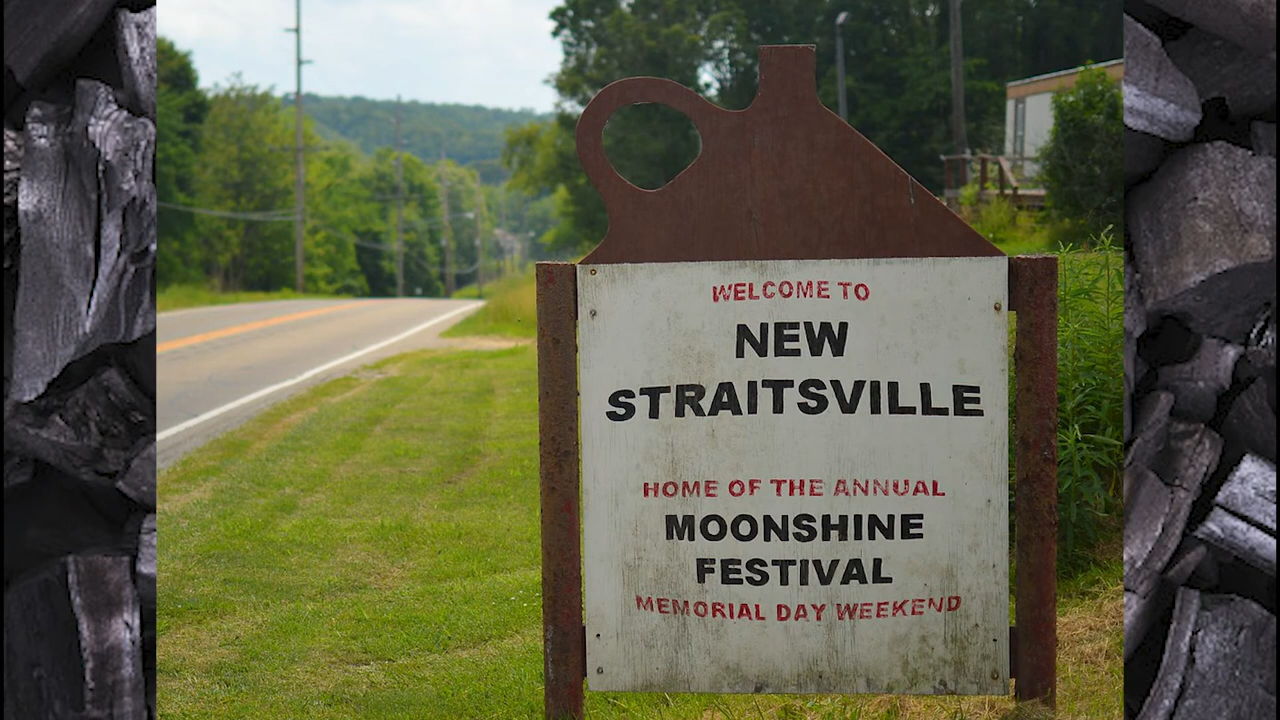 WELCOME TO
NEW
STRAITSVILLE
HOME OF THE ANNUAL
MOONSHINE
FESTIVAL
MEMORIAL DAY WEEKEND